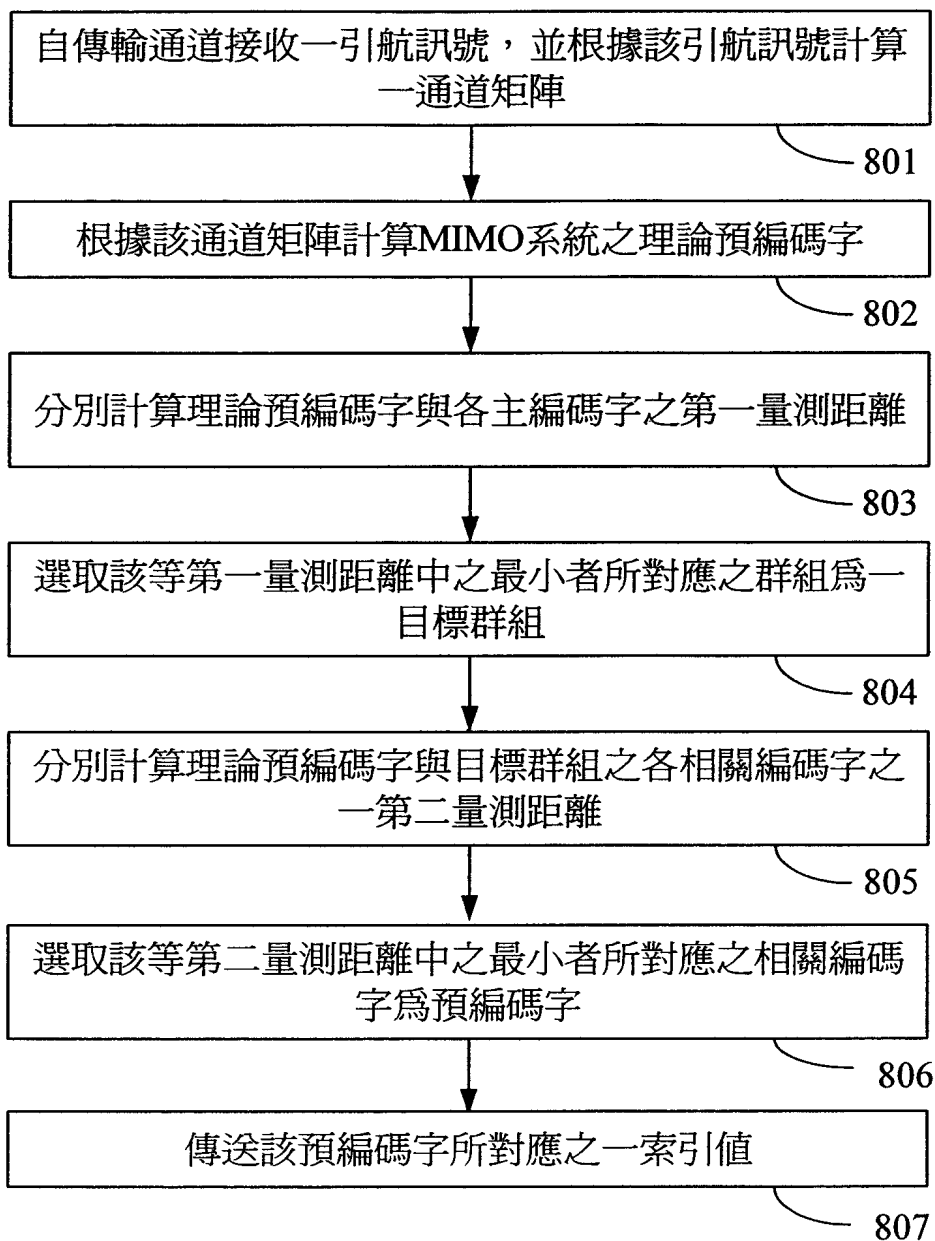 自傳輸通道接收一引航訊號，並根據該引航訊號計算
一通道矩陣
801
根據該通道矩陣計算MIMO系統之理論預編碼字
802
分別計算理論預編碼字與各主編碼字之第一量測距離
803
選取該等第一量測距離中之最小者所對應之群組爲一
目標群組
804
分別計算理論預編碼字與目標群組之各相關編碼字之
一第二量測距離
805
選取該等第二量測距離中之最小者所對應之相關編碼
字爲預編碼字
806
傳送該預編碼字所對應之一索引值
807